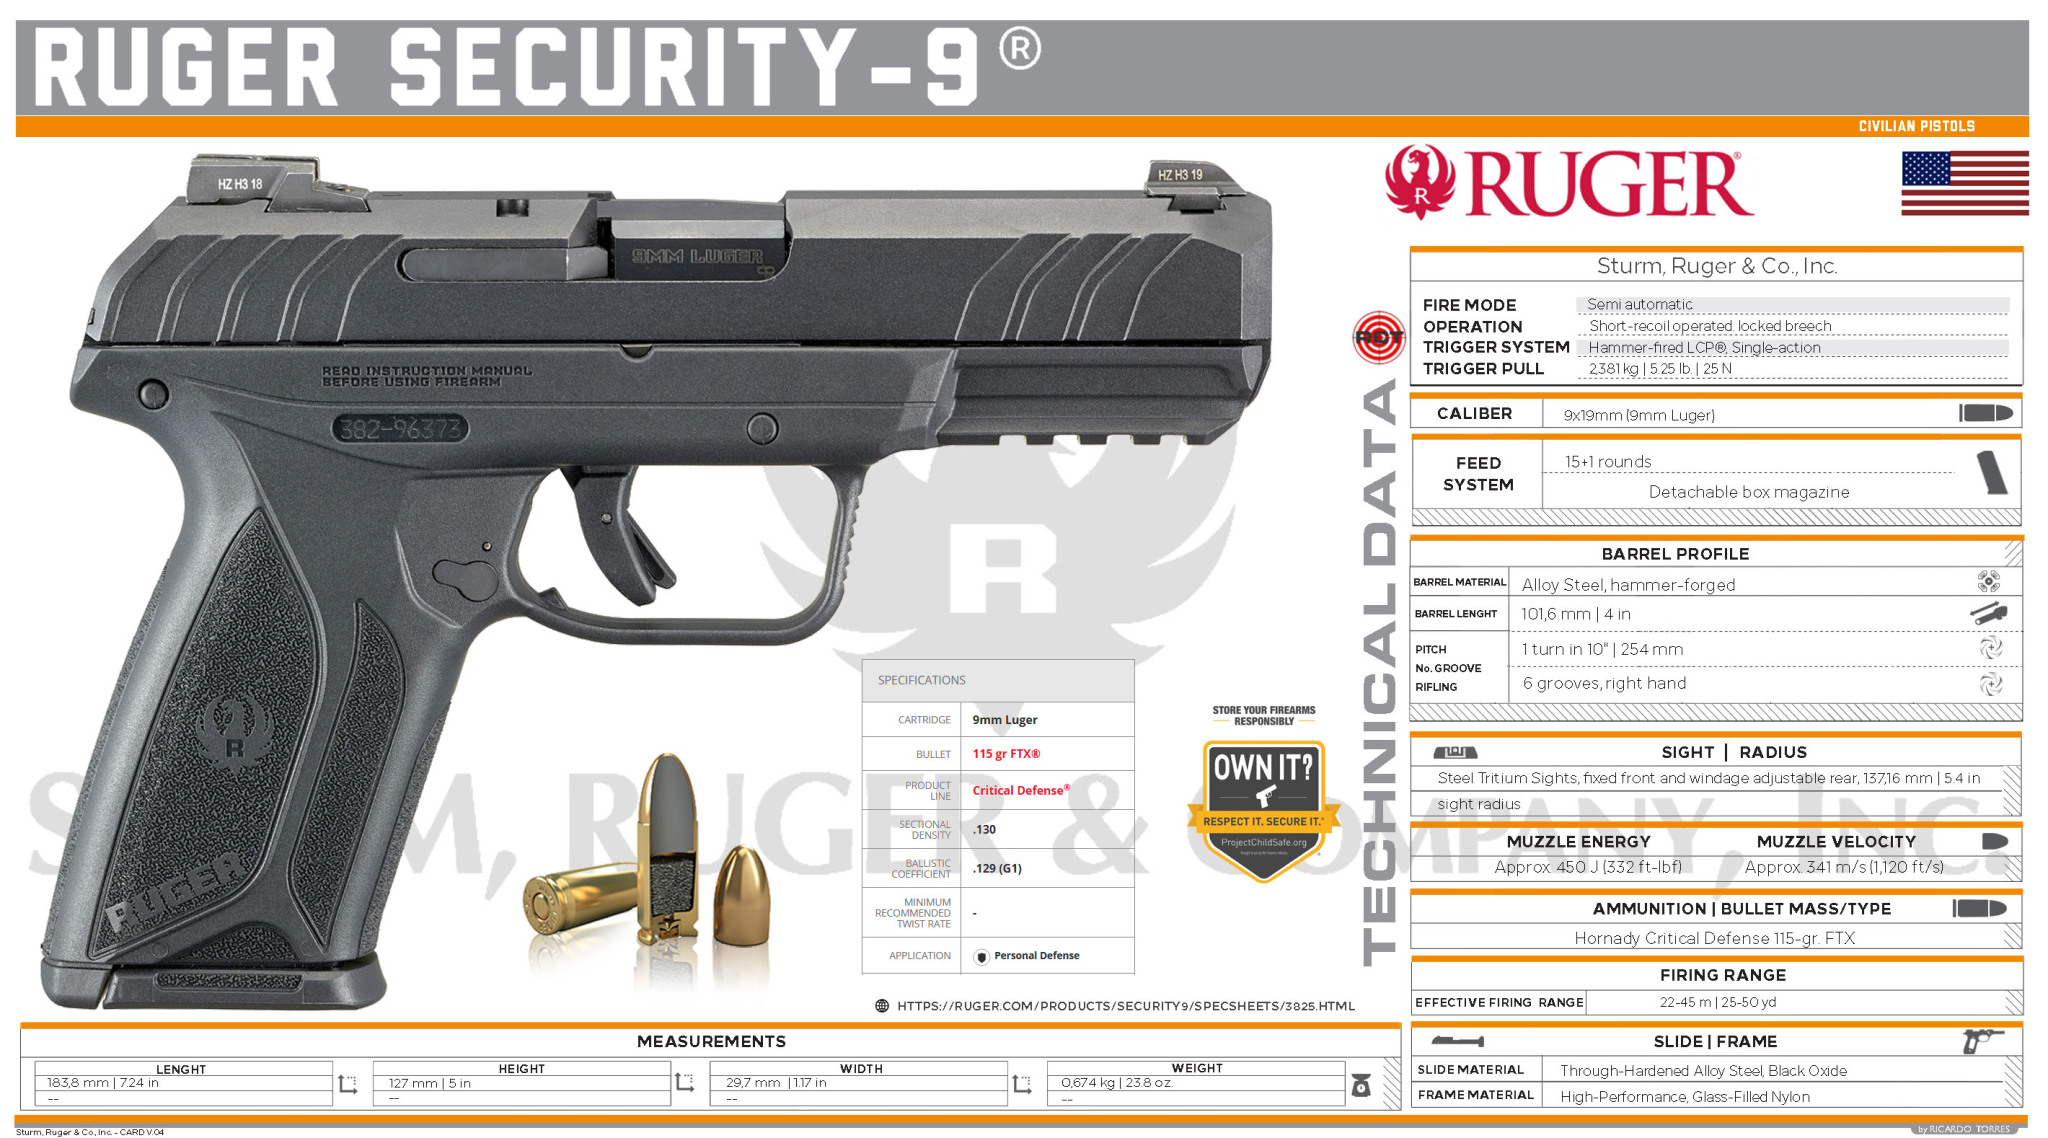 RUGER SECURITY-9®
CIVILIAN PISTOLS
HZ H3 18
HZ H3 19
9MM LUGER
READ INSTRUCTION MANUAL
BEFORE USING FIREARM
382-96373
R
RUGER
R
R
RUGER®
STURM, RUGER & COMPANY, INC.
RDT
TECHNICAL DATA
Sturm, Ruger & Co., Inc.
FIRE MODE Semi automatic
OPERATION Short-recoil operated. locked breech
TRIGGER SYSTEM Hammer-fired LCP®, Single-action
TRIGGER PULL 2,381 kg | 5.25 lb. | 25 N
CALIBER 9x19mm (9mm Luger)
FEED SYSTEM 15+1 rounds
Detachable box magazine
BARREL PROFILE
BARREL MATERIAL Alloy Steel, hammer-forged
BARREL LENGHT 101,6 mm | 4 in
PITCH 1 turn in 10" | 254 mm
No. GROOVE
RIFLING 6 grooves, right hand
SIGHT | RADIUS
Steel Tritium Sights, fixed front and windage adjustable rear, 137,16 mm | 5.4 in
sight radius
MUZZLE ENERGY MUZZLE VELOCITY
Approx. 450 J (332 ft-lbf) Approx. 341 m/s (1,120 ft/s)
AMMUNITION | BULLET MASS/TYPE
Hornady Critical Defense 115-gr. FTX
FIRING RANGE
EFFECTIVE FIRING RANGE 22-45 m | 25-50 yd
SLIDE | FRAME
SLIDE MATERIAL Through-Hardened Alloy Steel, Black Oxide
FRAME MATERIAL High-Performance, Glass-Filled Nylon
SPECIFICATIONS
CARTRIDGE 9mm Luger
BULLET 115 gr FTX®
PRODUCT LINE Critical Defense®
SECTIONAL DENSITY .130
BALLISTIC COEFFICIENT .129 (G1)
MINIMUM RECOMMENDED TWIST RATE -
APPLICATION Personal Defense
STORE YOUR FIREARMS
RESPONSIBLY
OWN IT?
RESPECT IT. SECURE IT.
ProjectChildSafe.org
HTTPS://RUGER.COM/PRODUCTS/SECURITY9/SPECSHEETS/3825.HTML
MEASUREMENTS
LENGHT HEIGHT WIDTH WEIGHT
183,8 mm | 7.24 in 127 mm | 5 in 29,7 mm | 1.17 in 0,674 kg | 23.8 oz.
-- -- -- --
Sturm, Ruger & Co., Inc. - CARD V.04
by RICARDO TORRES